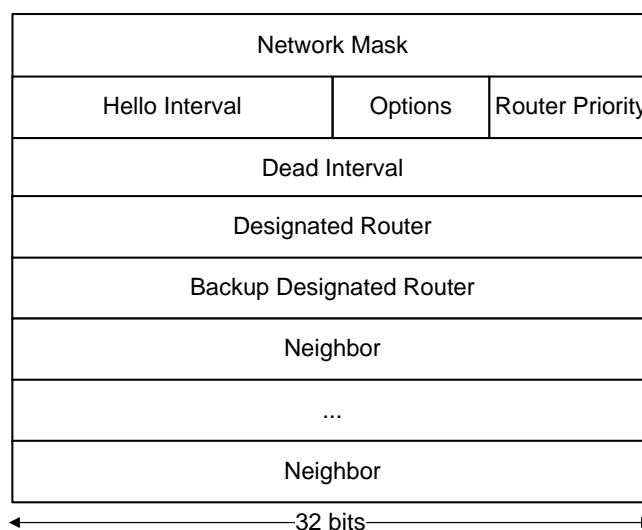 Network Mask
Hello Interval Options Router Priority
Dead Interval
Designated Router
Backup Designated Router
Neighbor
...
Neighbor
32 bits